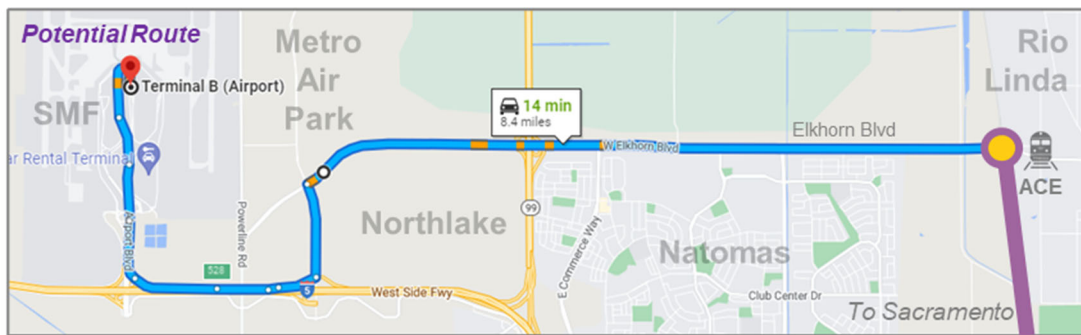 Potential Route
Metro
Air
Park
Rio
Linda
Terminal B (Airport)
SMF
14 min
8.4 miles
Elkhorn Blvd
W Elkhorn Blvd
ar Rental Terminal
ACE
Powerline Rd
Northlake
99
E Commerce Way
Natomas
Airport Blvd
528
5
West Side Fwy
Club Center Dr
To Sacramento